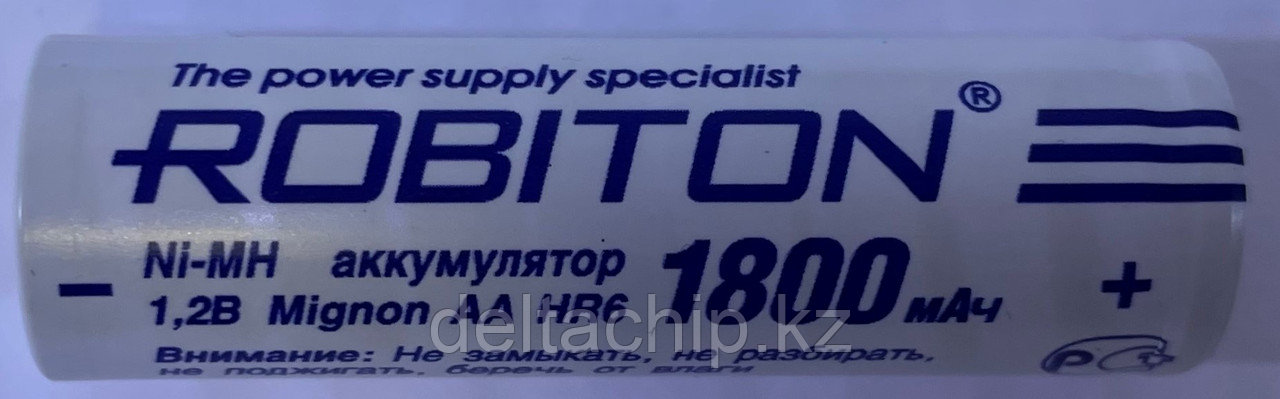 The power supply specialist
ROBITON®
Ni-MH аккумулятор 1800 мАч
- 1,2В Mignon AA HR6 +
Внимание: Не замыкать, не разбирать,
не поджигать, беречь от влаги
РСТ
deltachip.kz